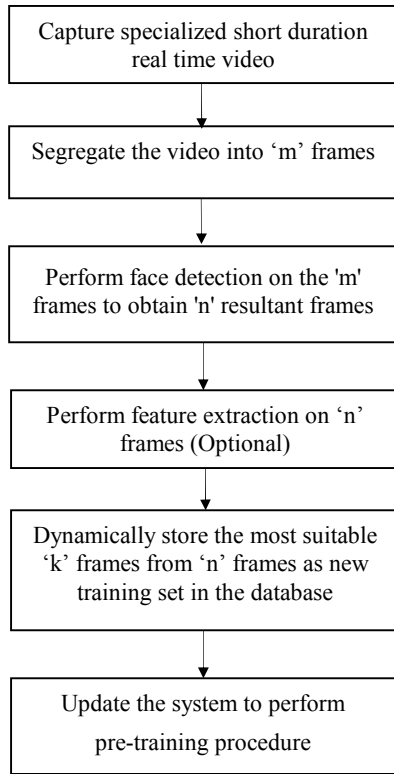 Capture specialized short duration
real time video
Segregate the video into ‘m’ frames
Perform face detection on the 'm'
frames to obtain 'n' resultant frames
Perform feature extraction on ‘n’
frames (Optional)
Dynamically store the most suitable
‘k’ frames from ‘n’ frames as new
training set in the database
Update the system to perform
pre-training procedure